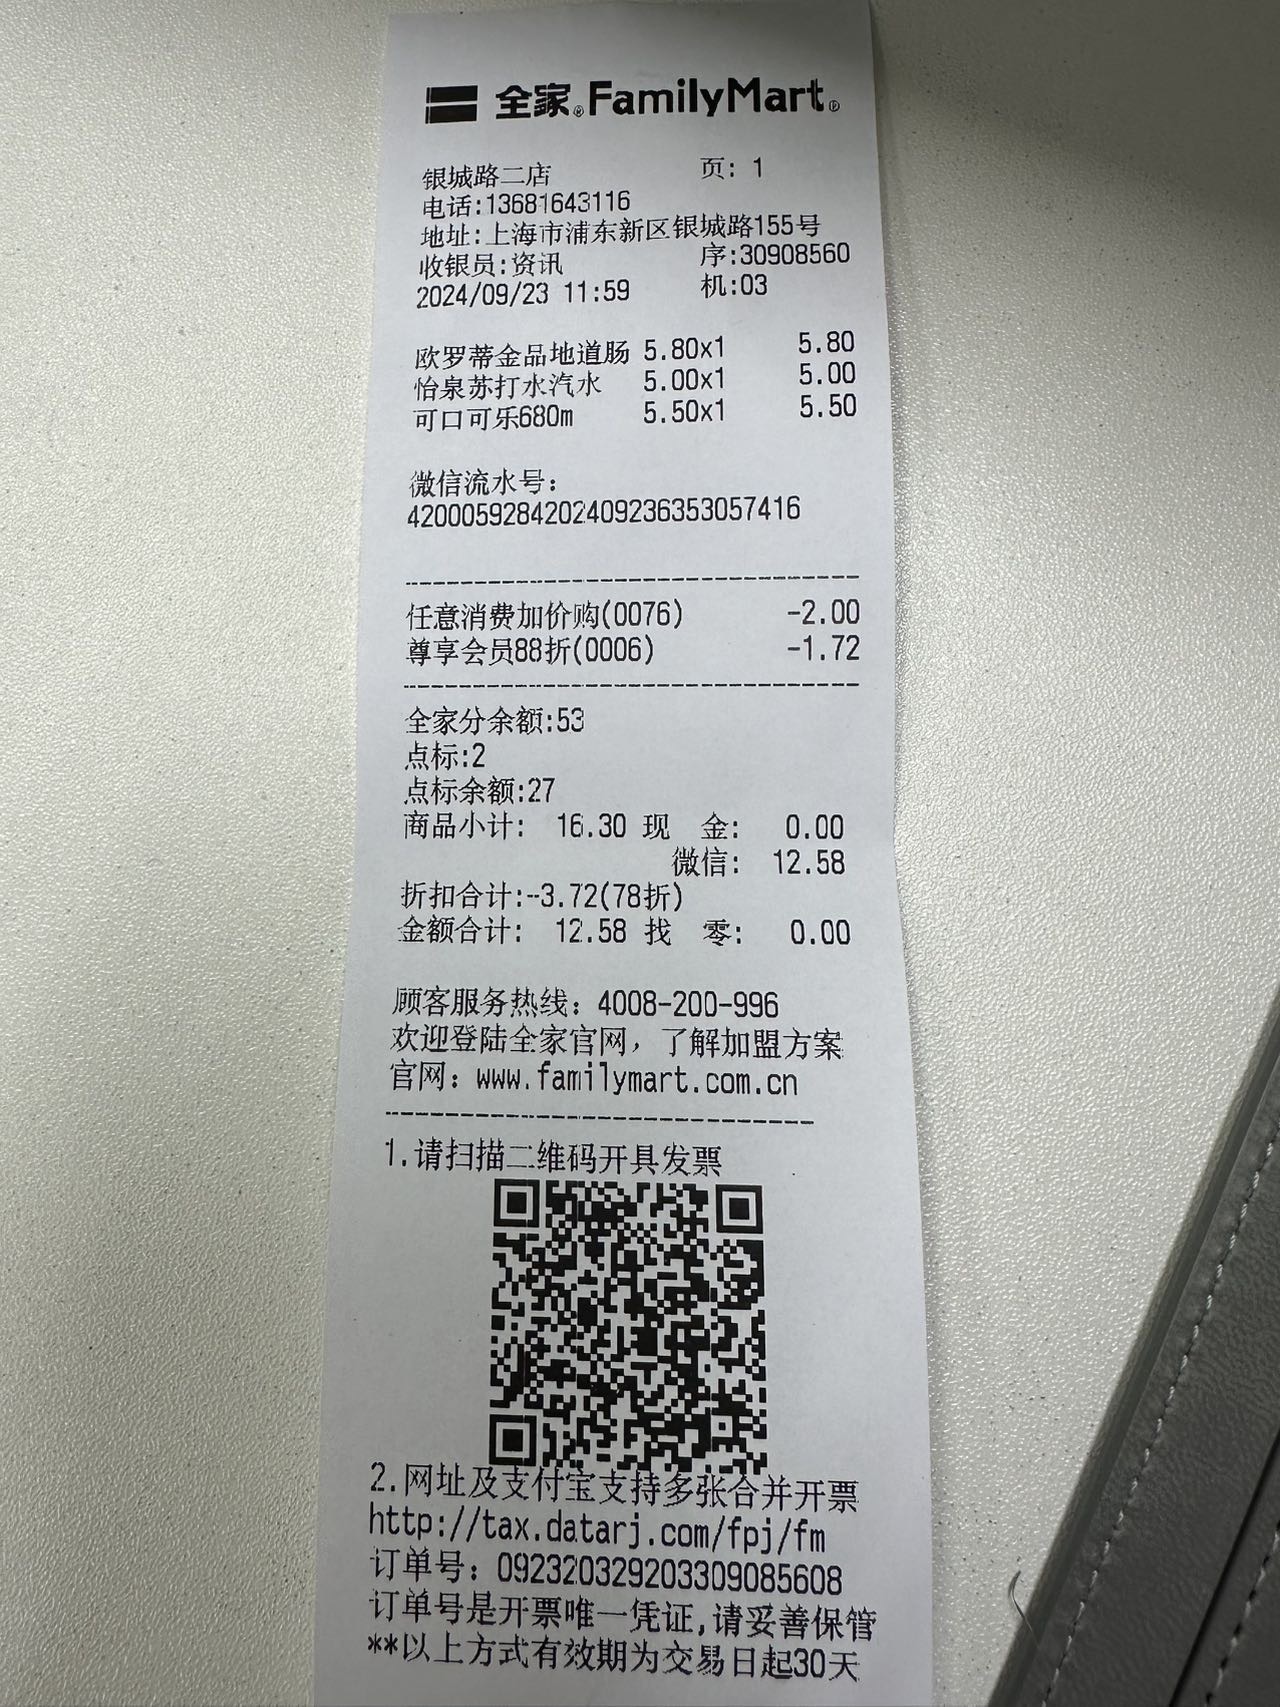 全家® FamilyMart®
银城路二店 页: 1
电话:13681643116
地址:上海市浦东新区银城路155号
收银员:资讯 序:30908560
2024/09/23 11:59 机:03
欧罗蒂金品地道肠 5.80x1 5.80
怡泉苏打水汽水 5.00x1 5.00
可口可乐680m 5.50x1 5.50
微信流水号:
4200059284202409236353057416
任意消费加价购(0076) -2.00
尊享会员88折(0006) -1.72
全家分余额:53
点标:2
点标余额:27
商品小计: 16.30 现 金: 0.00
微信: 12.58
折扣合计:-3.72(78折)
金额合计: 12.58 找 零: 0.00
顾客服务热线: 4008-200-996
欢迎登陆全家官网，了解加盟方案
官网: www.familymart.com.cn
1.请扫描二维码开具发票
2.网址及支付宝支持多张合并开票
http://tax.datarj.com/fpj/fm
订单号: 092320329203309085608
订单号是开票唯一凭证,请妥善保管
**以上方式有效期为交易日起30天